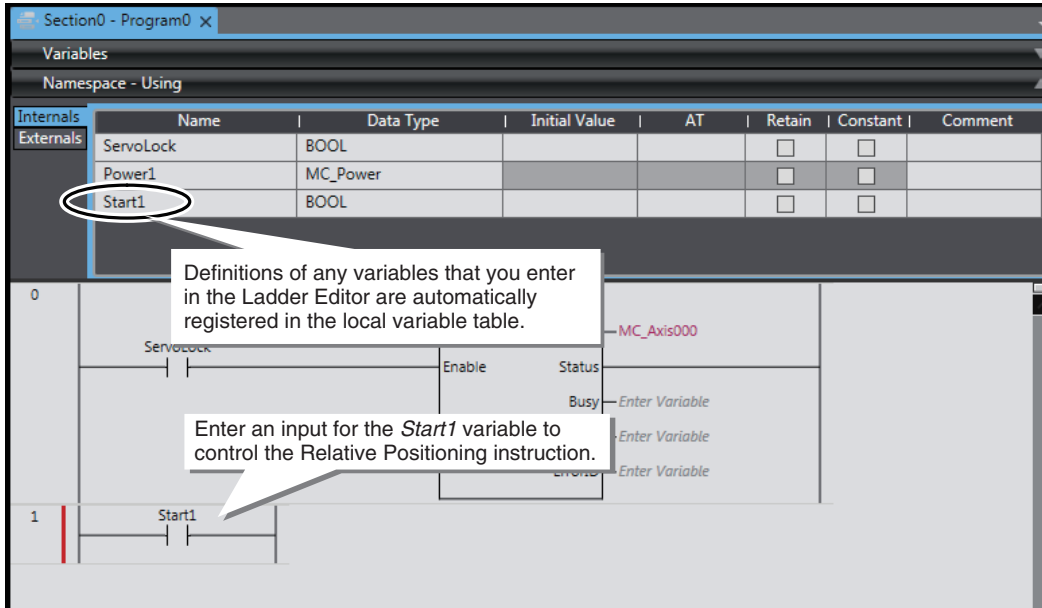 Section0 - Program0 ×
Variables
Namespace - Using
Internals
Externals
Name | Data Type | Initial Value | AT | Retain | Constant | Comment
ServoLock BOOL
Power1 MC_Power
Start1 BOOL
Definitions of any variables that you enter
in the Ladder Editor are automatically
registered in the local variable table.
0
MC_Axis000
ServoLock
Enable Status
Busy Enter Variable
Enter Variable
Enter an input for the Start1 variable to
control the Relative Positioning instruction.
ErrorID Enter Variable
1 Start1